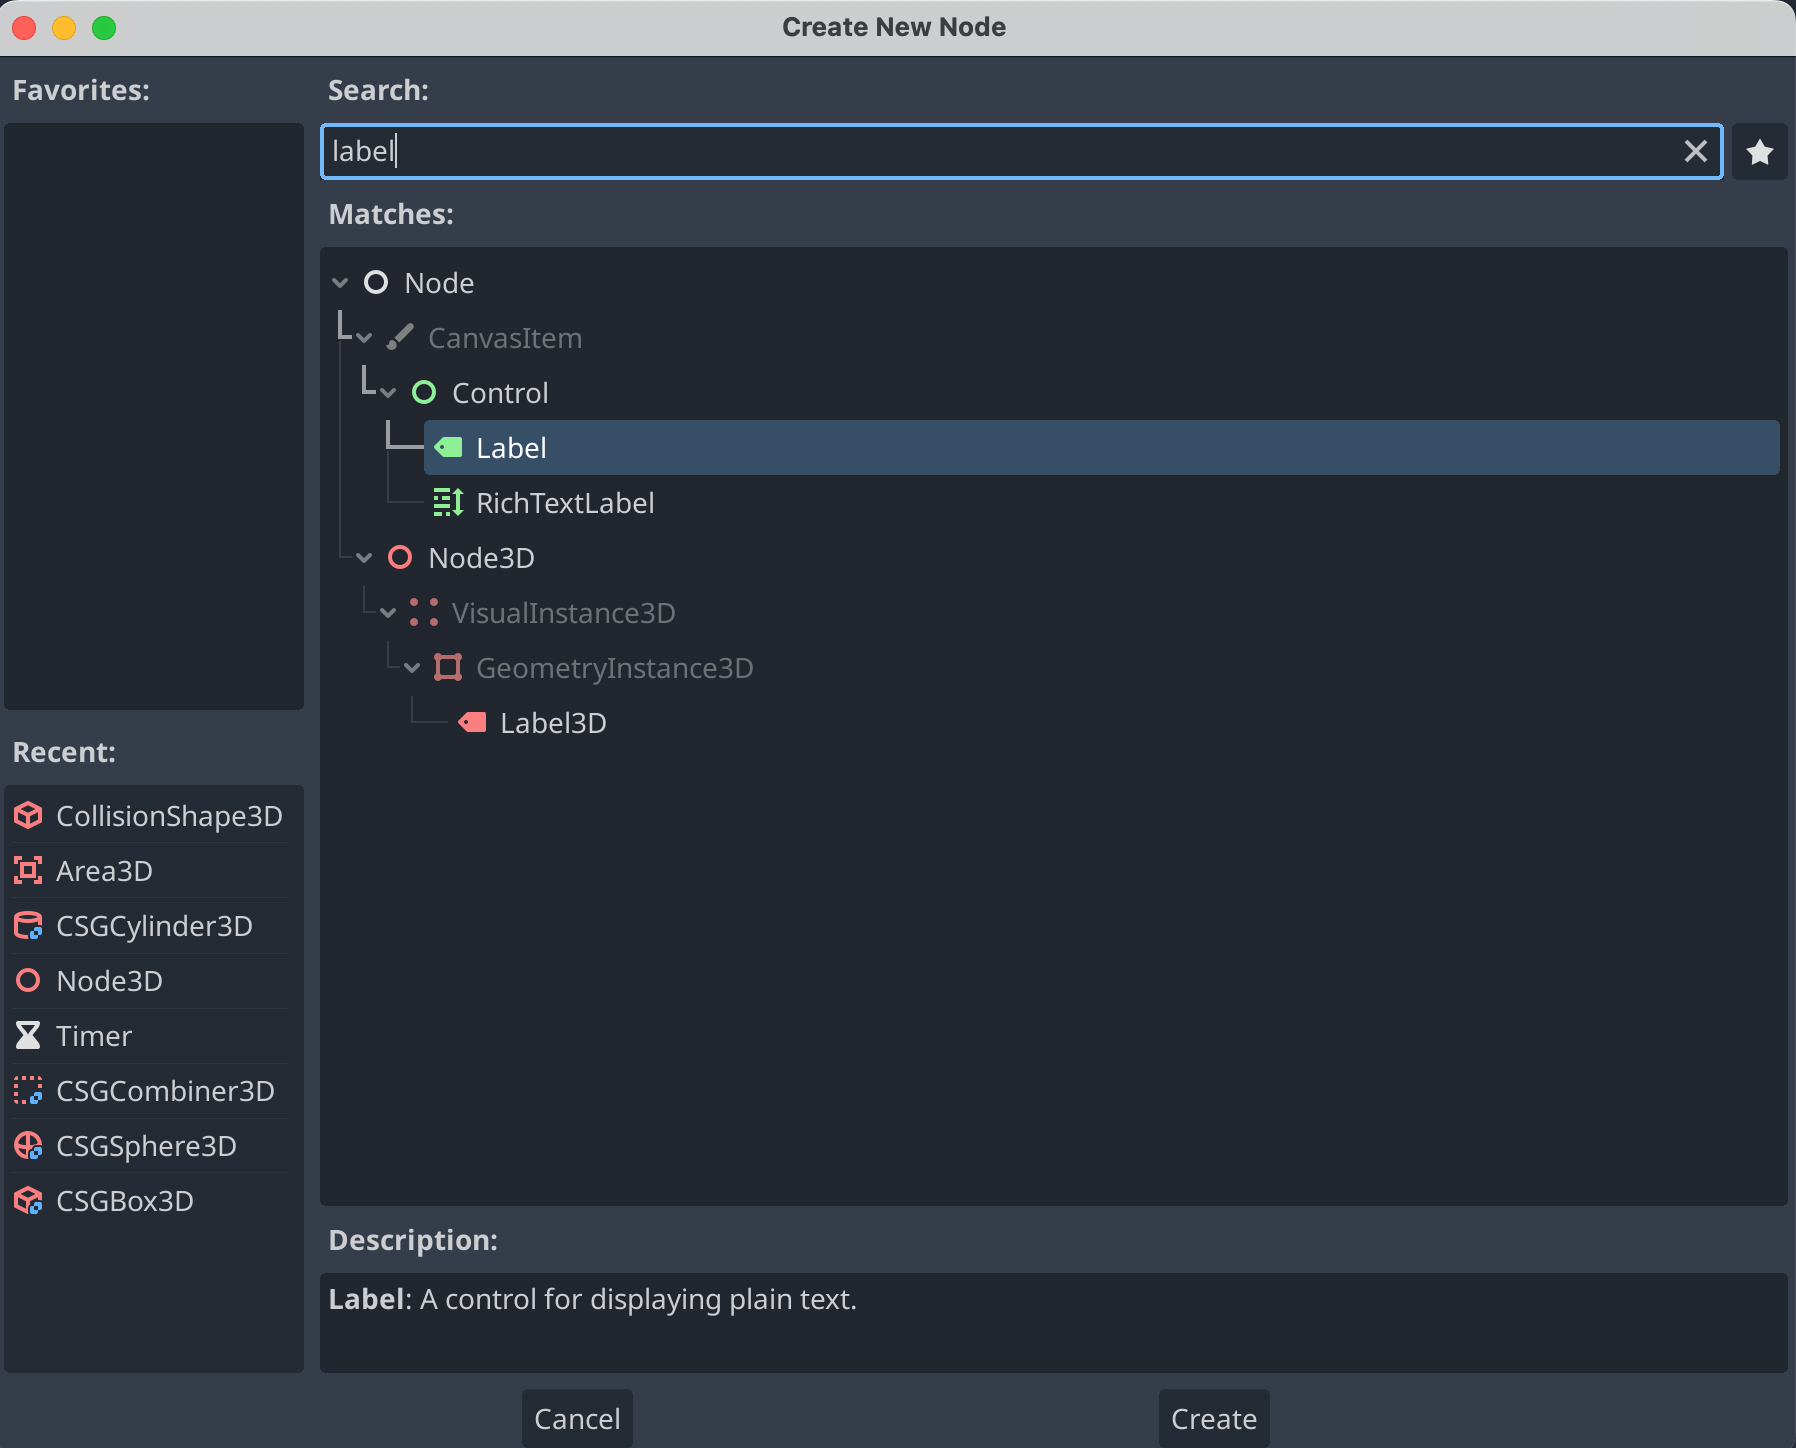 Create New Node
Favorites:
Search:
label
Matches:
Node
CanvasItem
Control
Label
RichTextLabel
Node3D
VisualInstance3D
GeometryInstance3D
Label3D
Recent:
CollisionShape3D
Area3D
CSGCylinder3D
Node3D
Timer
CSGCombiner3D
CSGSphere3D
CSGBox3D
Description:
Label: A control for displaying plain text.
Cancel
Create